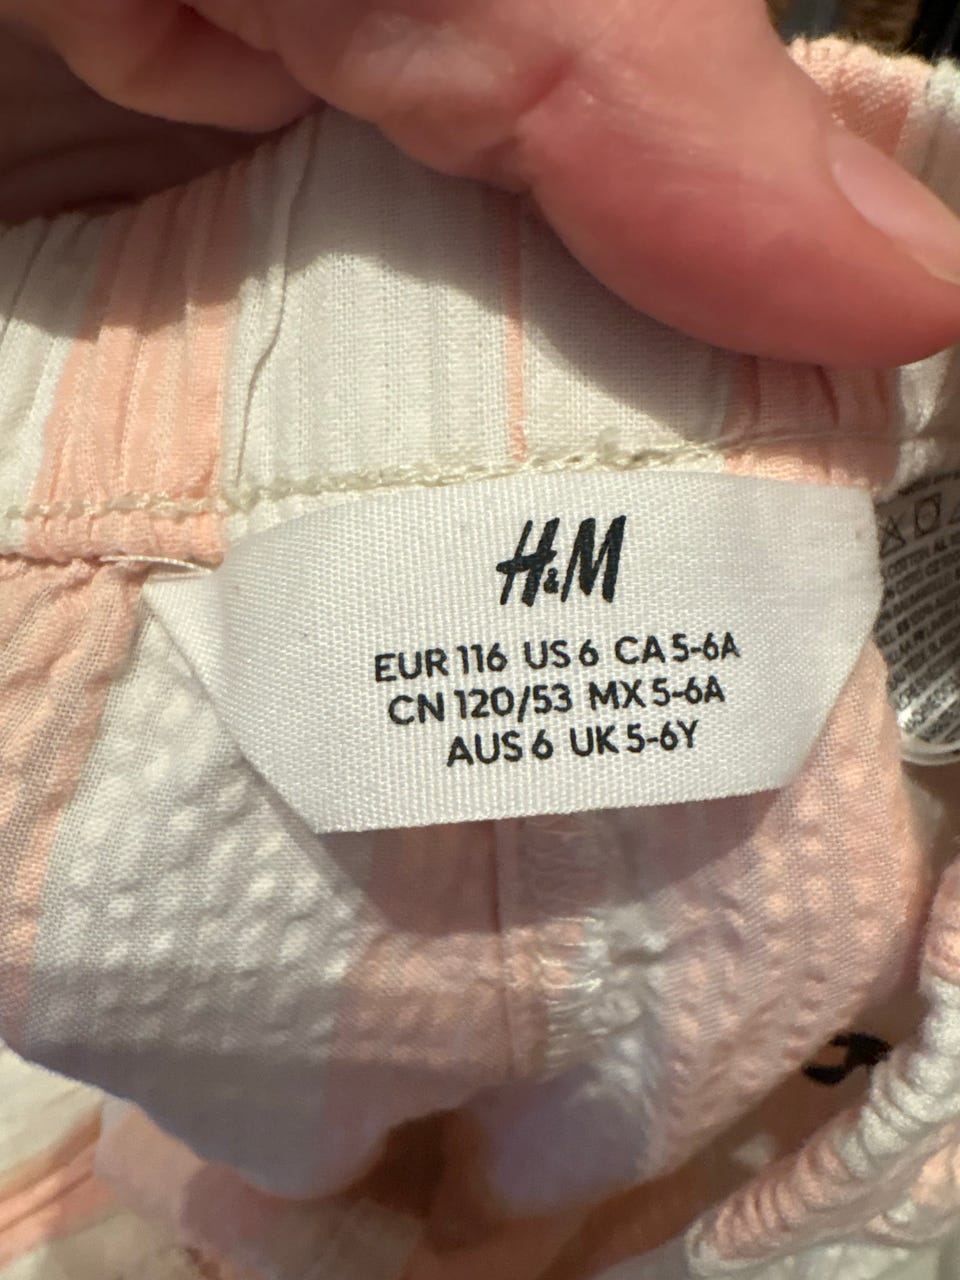 H&M
EUR 116 US 6 CA 5-6A
CN 120/53 MX 5-6A
AUS 6 UK 5-6Y